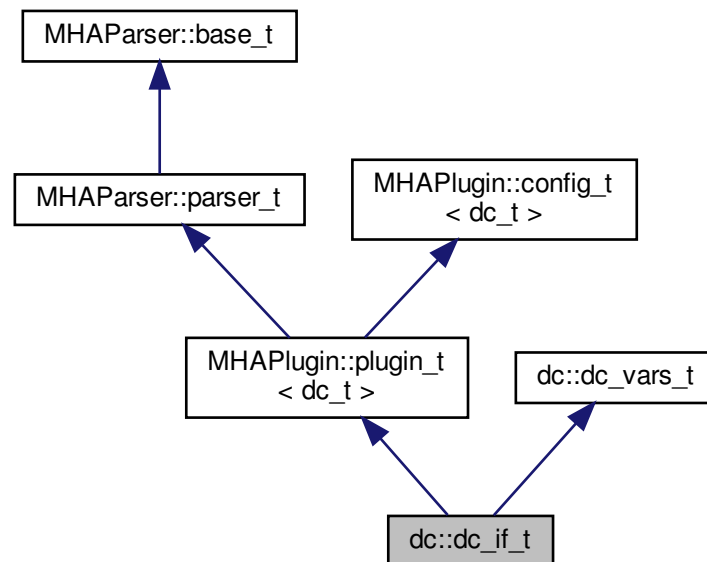 MHAParser::base_t
MHAParser::parser_t
MHAPlugin::config_t
< dc_t >
MHAPlugin::plugin_t
< dc_t >
dc::dc_vars_t
dc::dc_if_t